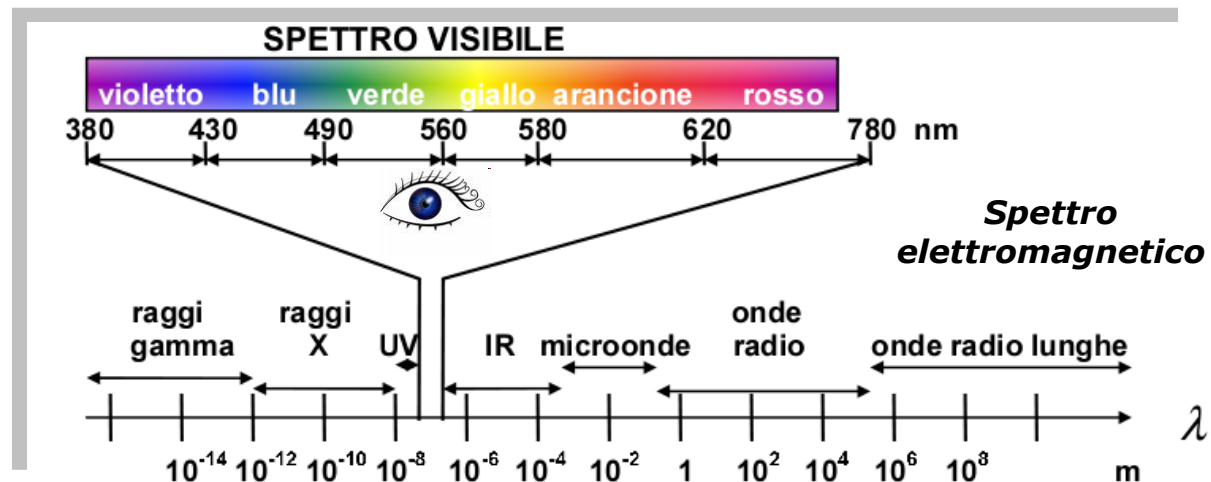 SPETTRO VISIBILE
violetto blu verde giallo arancione rosso
380 430 490 560 580 620 780 nm
Spettro
elettromagnetico
raggi
gamma
raggi
X
UV
IR
microonde
onde
radio
onde radio lunghe
λ
10⁻¹⁴ 10⁻¹² 10⁻¹⁰ 10⁻⁸ 10⁻⁶ 10⁻⁴ 10⁻² 1 10² 10⁴ 10⁶ 10⁸ m